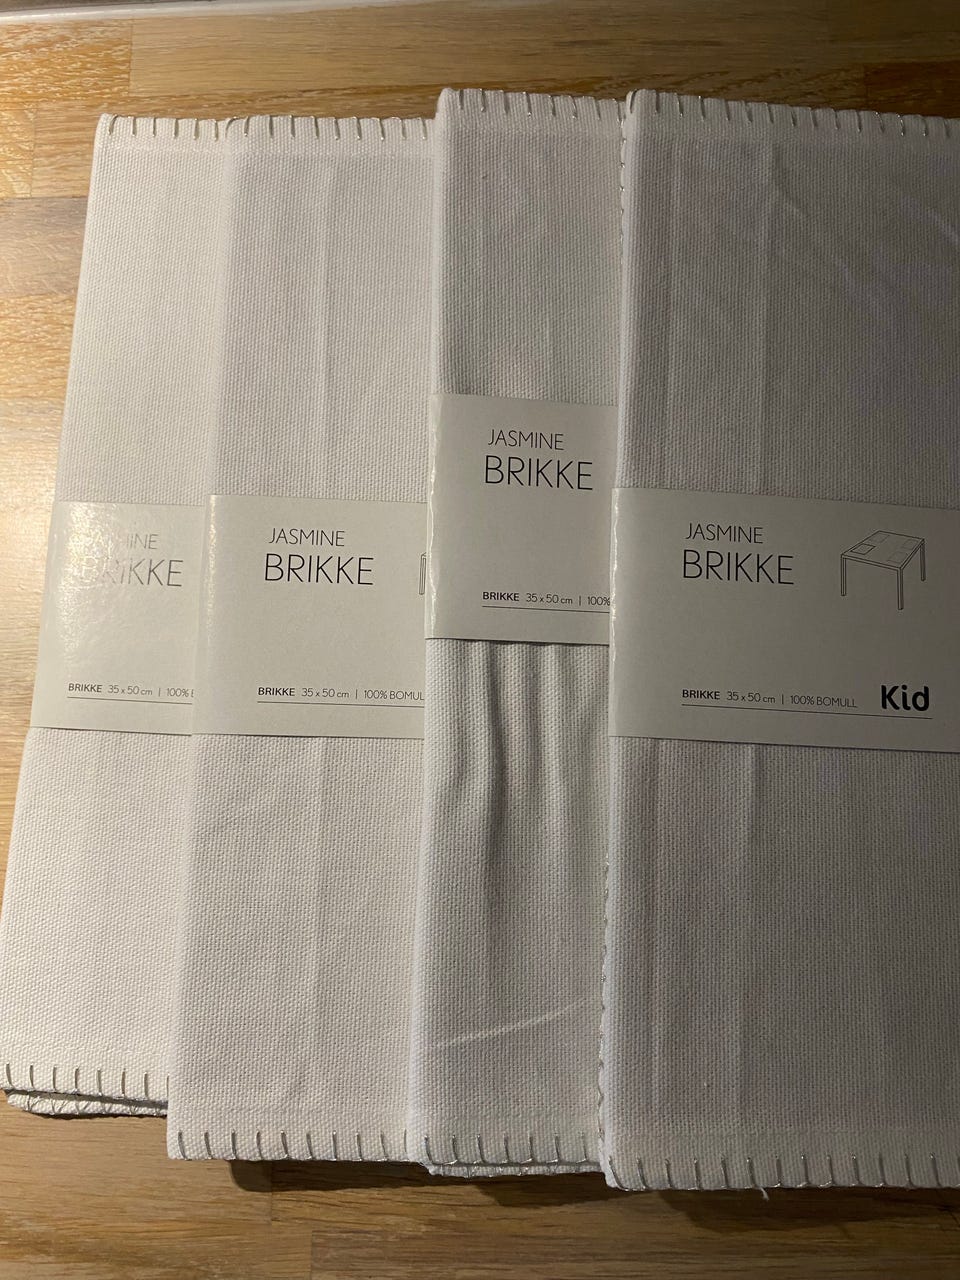 JASMINE
BRIKKE
BRIKKE 35 x 50 cm | 100% B
JASMINE
BRIKKE
BRIKKE 35 x 50 cm | 100% BOMULL
JASMINE
BRIKKE
BRIKKE 35 x 50 cm | 100%
JASMINE
BRIKKE
BRIKKE 35 x 50 cm | 100% BOMULL Kid